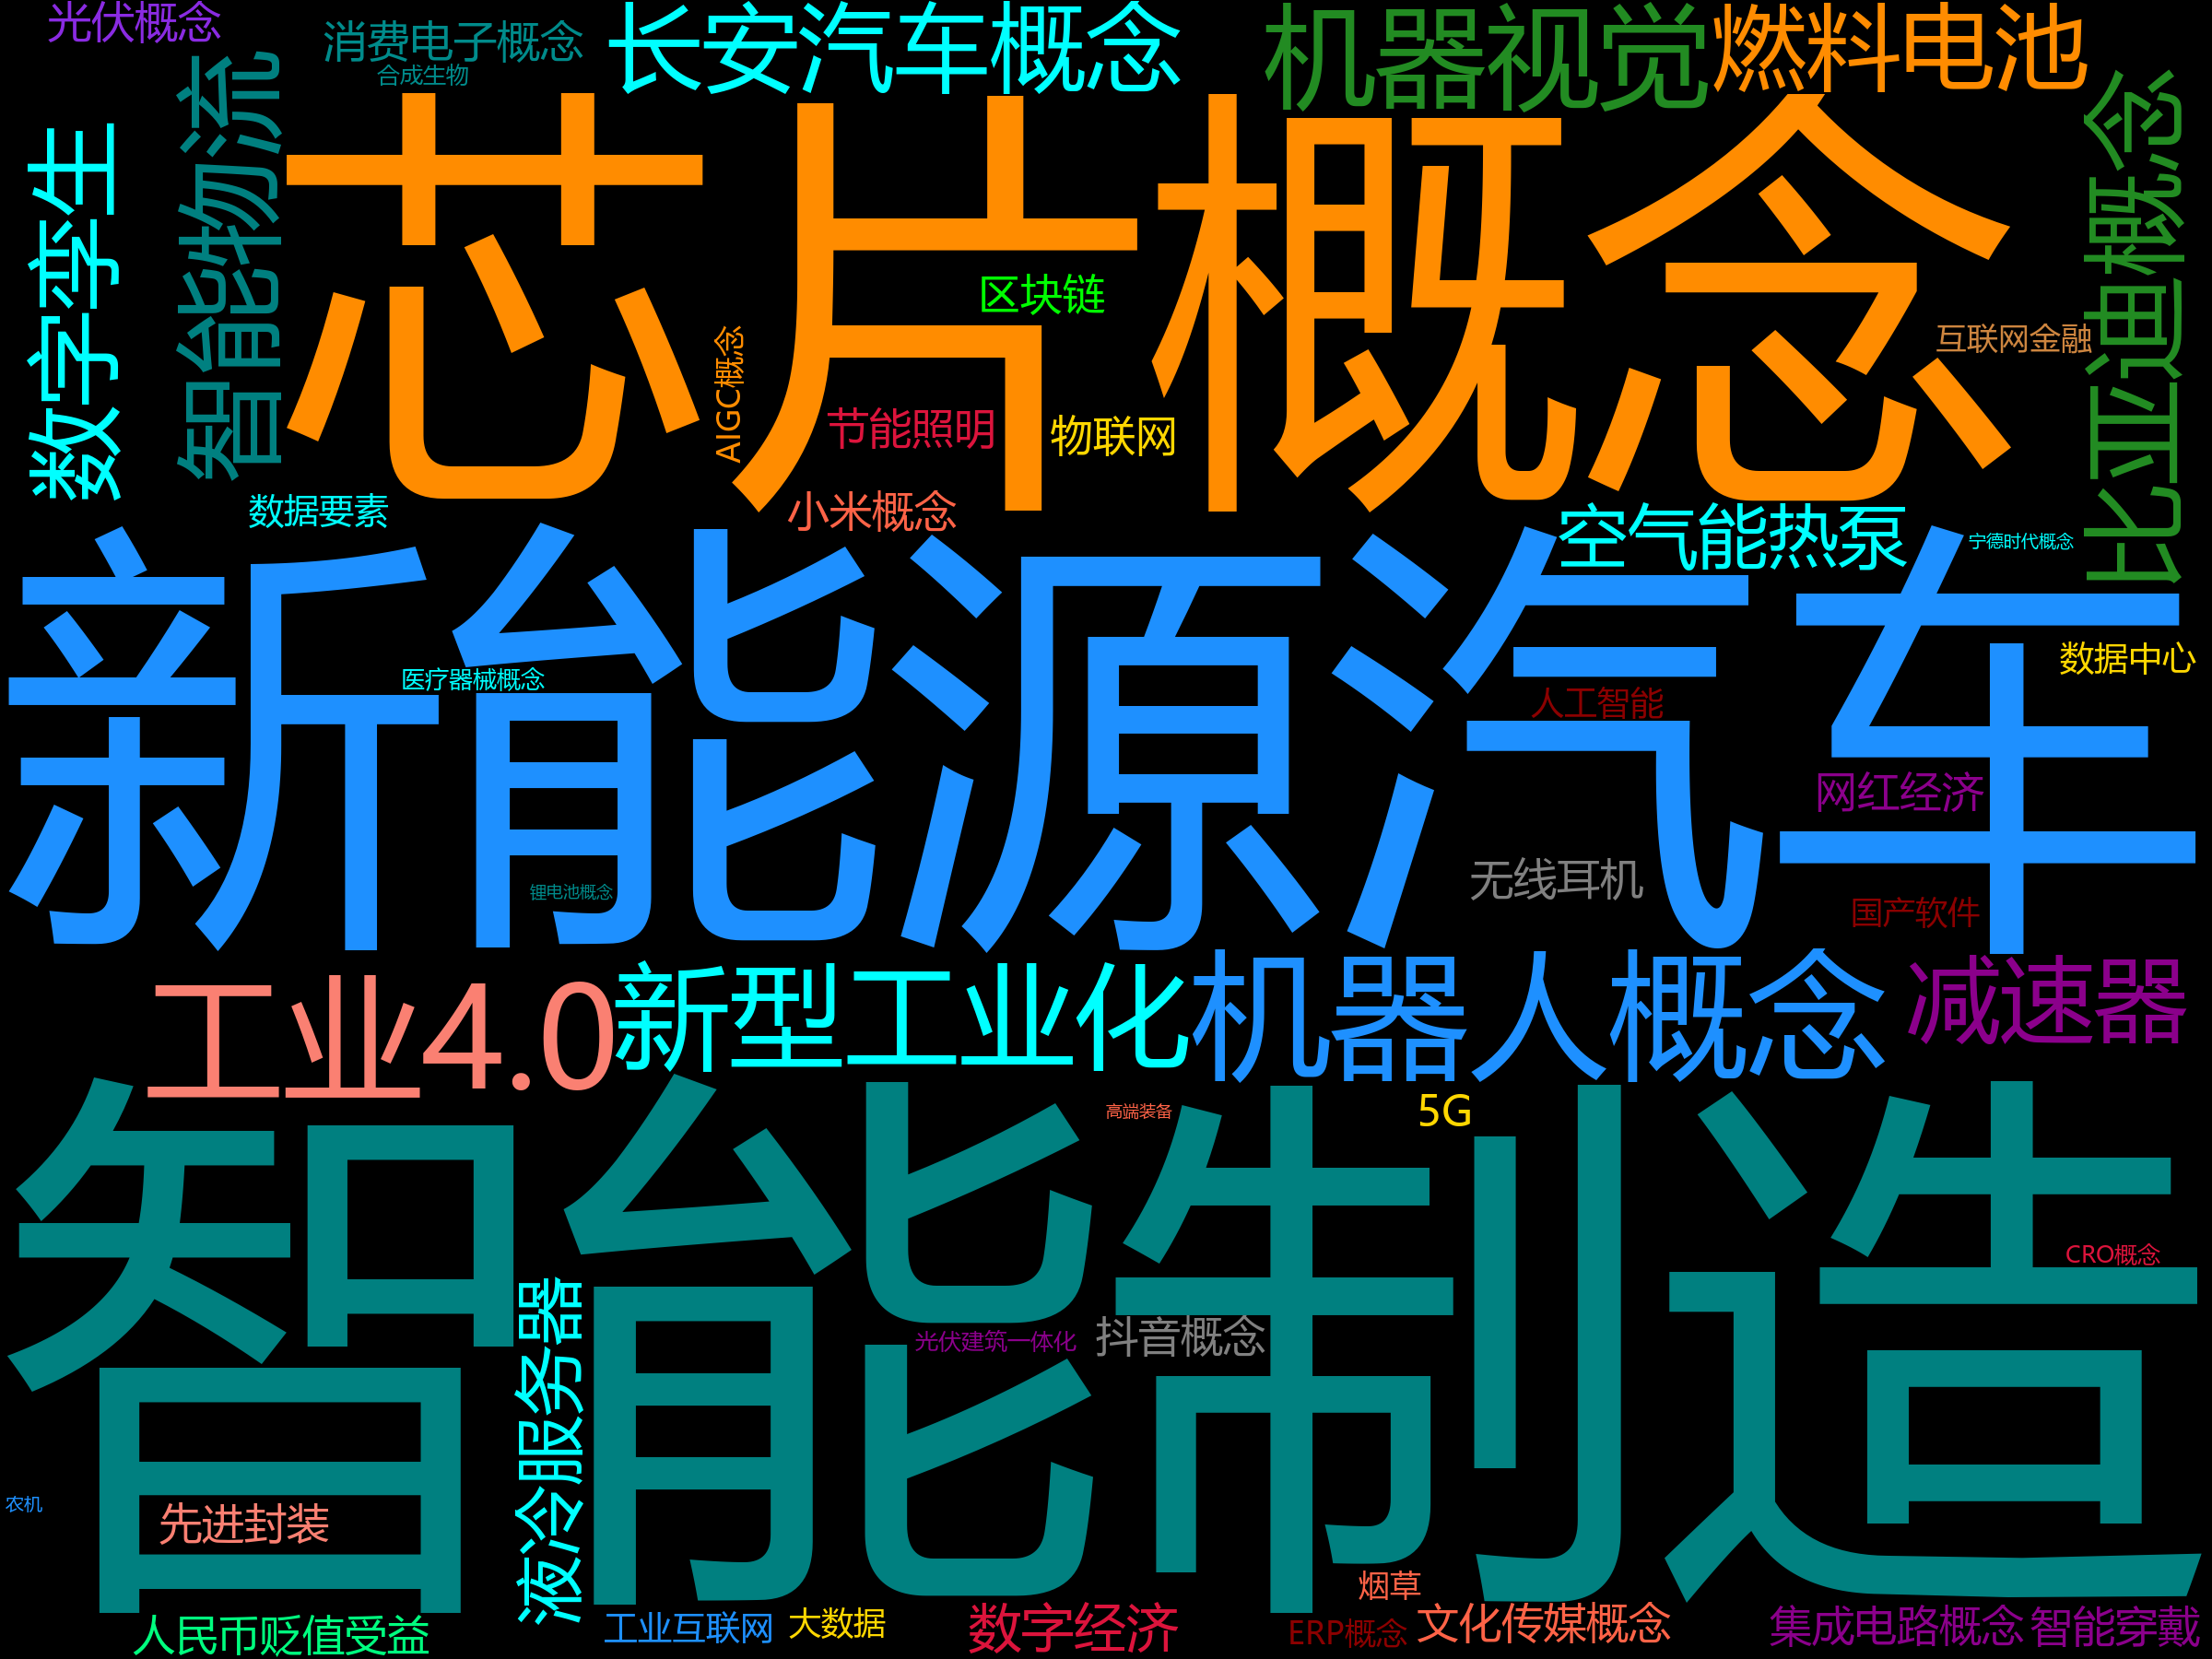 光伏概念
消费电子概念
合成生物
长安汽车概念
机器视觉
燃料电池
数字孪生
智能物流
芯片概念
比亚迪概念
区块链
互联网金融
AIGC概念
节能照明
物联网
数据要素
小米概念
空气能热泵
宁德时代概念
新能源汽车
医疗器械概念
数据中心
人工智能
网红经济
无线耳机
锂电池概念
国产软件
工业4.0
新型工业化
机器人概念
减速器
高端装备
5G
智能制造
CRO概念
液冷服务器
光伏建筑一体化
抖音概念
农机
先进封装
烟草
人民币贬值受益
工业互联网
大数据
数字经济
ERP概念
文化传媒概念
集成电路概念
智能穿戴